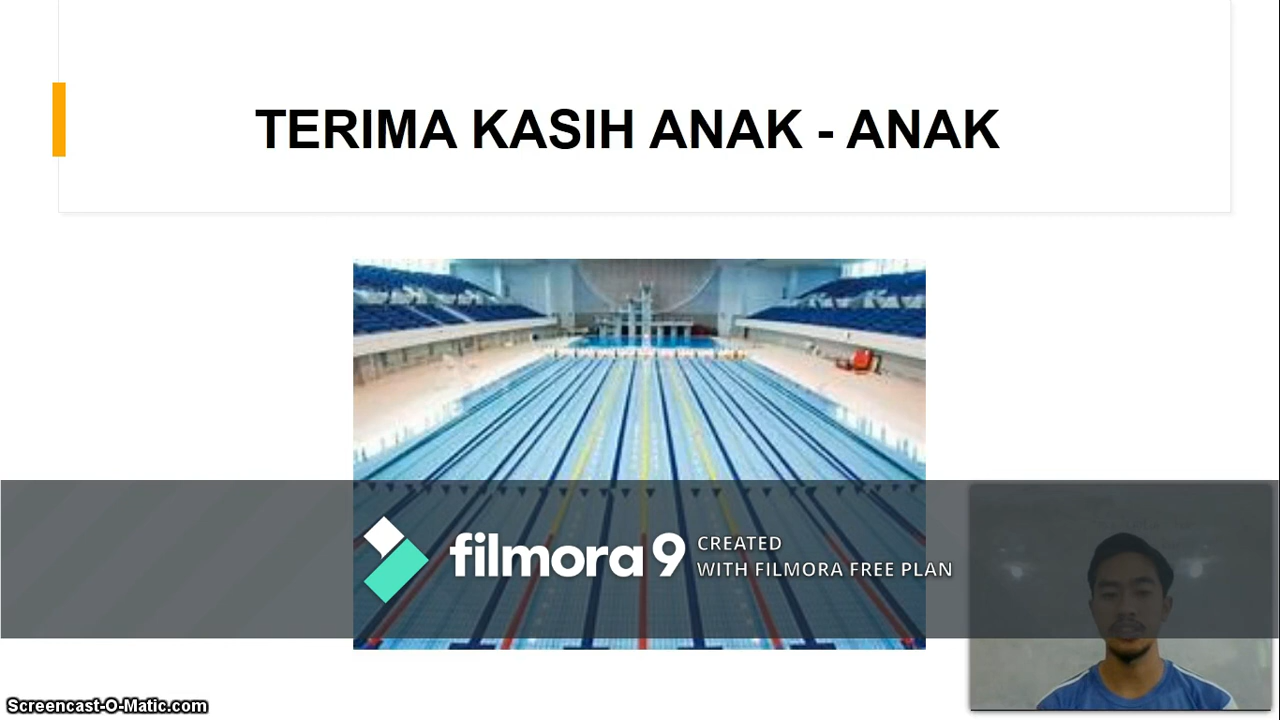 TERIMA KASIH ANAK - ANAK
filmora9
CREATED
WITH FILMORA FREE PLAN
Screencast-O-Matic.com